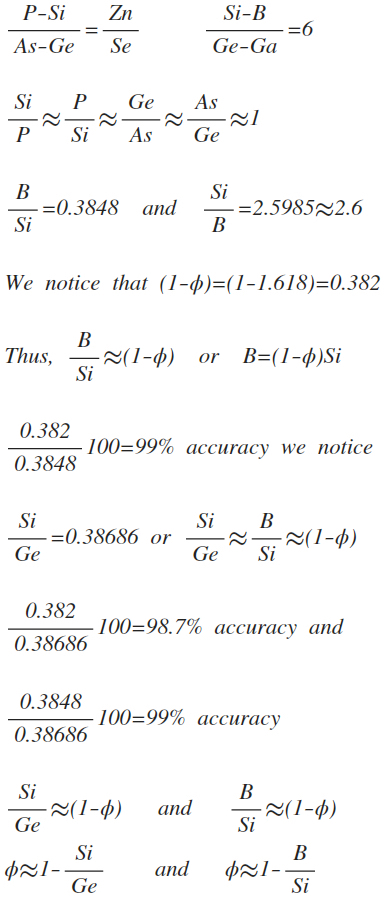 (P-Si)/(As-Ge)=Zn/Se (Si-B)/(Ge-Ga)=6
Si/P≈P/Si≈Ge/As≈As/Ge≈1
B/Si=0.3848 and Si/B=2.5985≈2.6
We notice that (1-ϕ)=(1-1.618)=0.382
Thus, B/Si≈(1-ϕ) or B=(1-ϕ)Si
0.382/0.3848 100=99% accuracy we notice
Si/Ge=0.38686 or Si/Ge≈B/Si≈(1-ϕ)
0.382/0.38686 100=98.7% accuracy and
0.3848/0.38686 100=99% accuracy
Si/Ge≈(1-ϕ) and B/Si≈(1-ϕ)
ϕ≈1-Si/Ge and ϕ≈1-B/Si